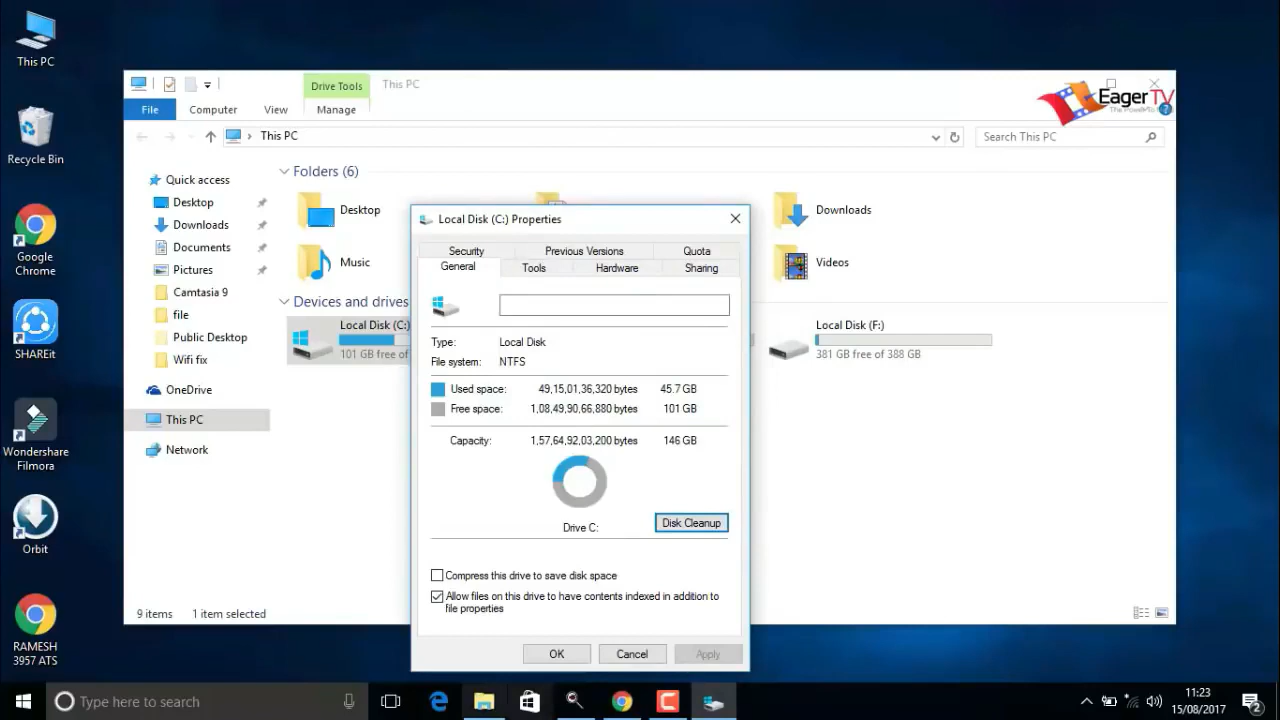 This PC
Recycle Bin
Google
Chrome
SHAREit
Wondershare
Filmora
Orbit
RAMESH
3957 ATS
Drive Tools
This PC
File
Computer
View
Manage
EagerTV
This PC
Search This PC
Quick access
Desktop
Downloads
Documents
Pictures
Camtasia 9
file
Public Desktop
Wifi fix
OneDrive
This PC
Network
Folders (6)
Desktop
Downloads
Music
Videos
Devices and drives
Local Disk (C:)
101 GB free of
Local Disk (F:)
381 GB free of 388 GB
9 items
1 item selected
Local Disk (C:) Properties
Security
Previous Versions
Quota
General
Tools
Hardware
Sharing
Type:
Local Disk
File system:
NTFS
Used space:
49,15,01,36,320 bytes
45.7 GB
Free space:
1,08,49,90,66,880 bytes
101 GB
Capacity:
1,57,64,92,03,200 bytes
146 GB
Drive C:
Disk Cleanup
Compress this drive to save disk space
Allow files on this drive to have contents indexed in addition to
file properties
OK
Cancel
Apply
Type here to search
11:23
15/08/2017
2